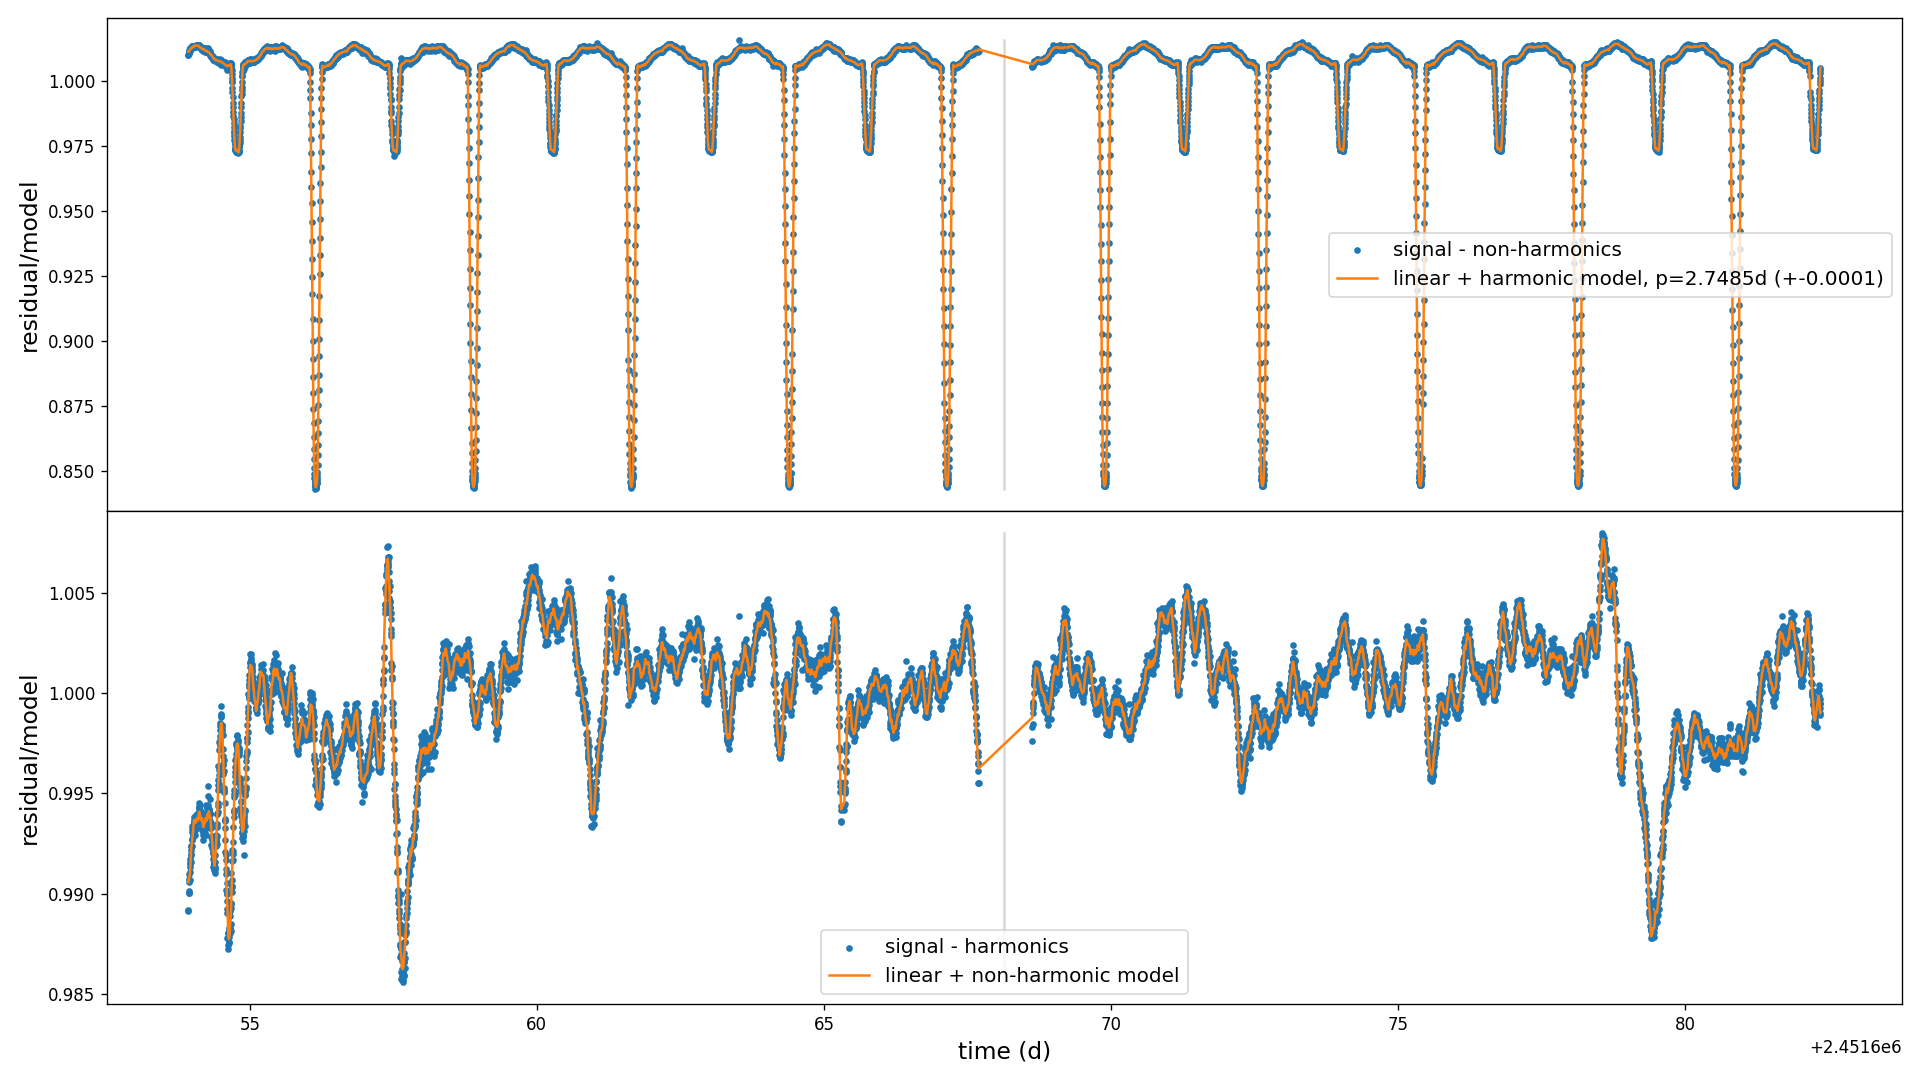 1.000
0.975
0.950
0.925
0.900
0.875
0.850
residual/model
signal - non-harmonics
linear + harmonic model, p=2.7485d (+-0.0001)
1.005
1.000
0.995
0.990
0.985
residual/model
signal - harmonics
linear + non-harmonic model
55 60 65 70 75 80
time (d)
+2.4516e6